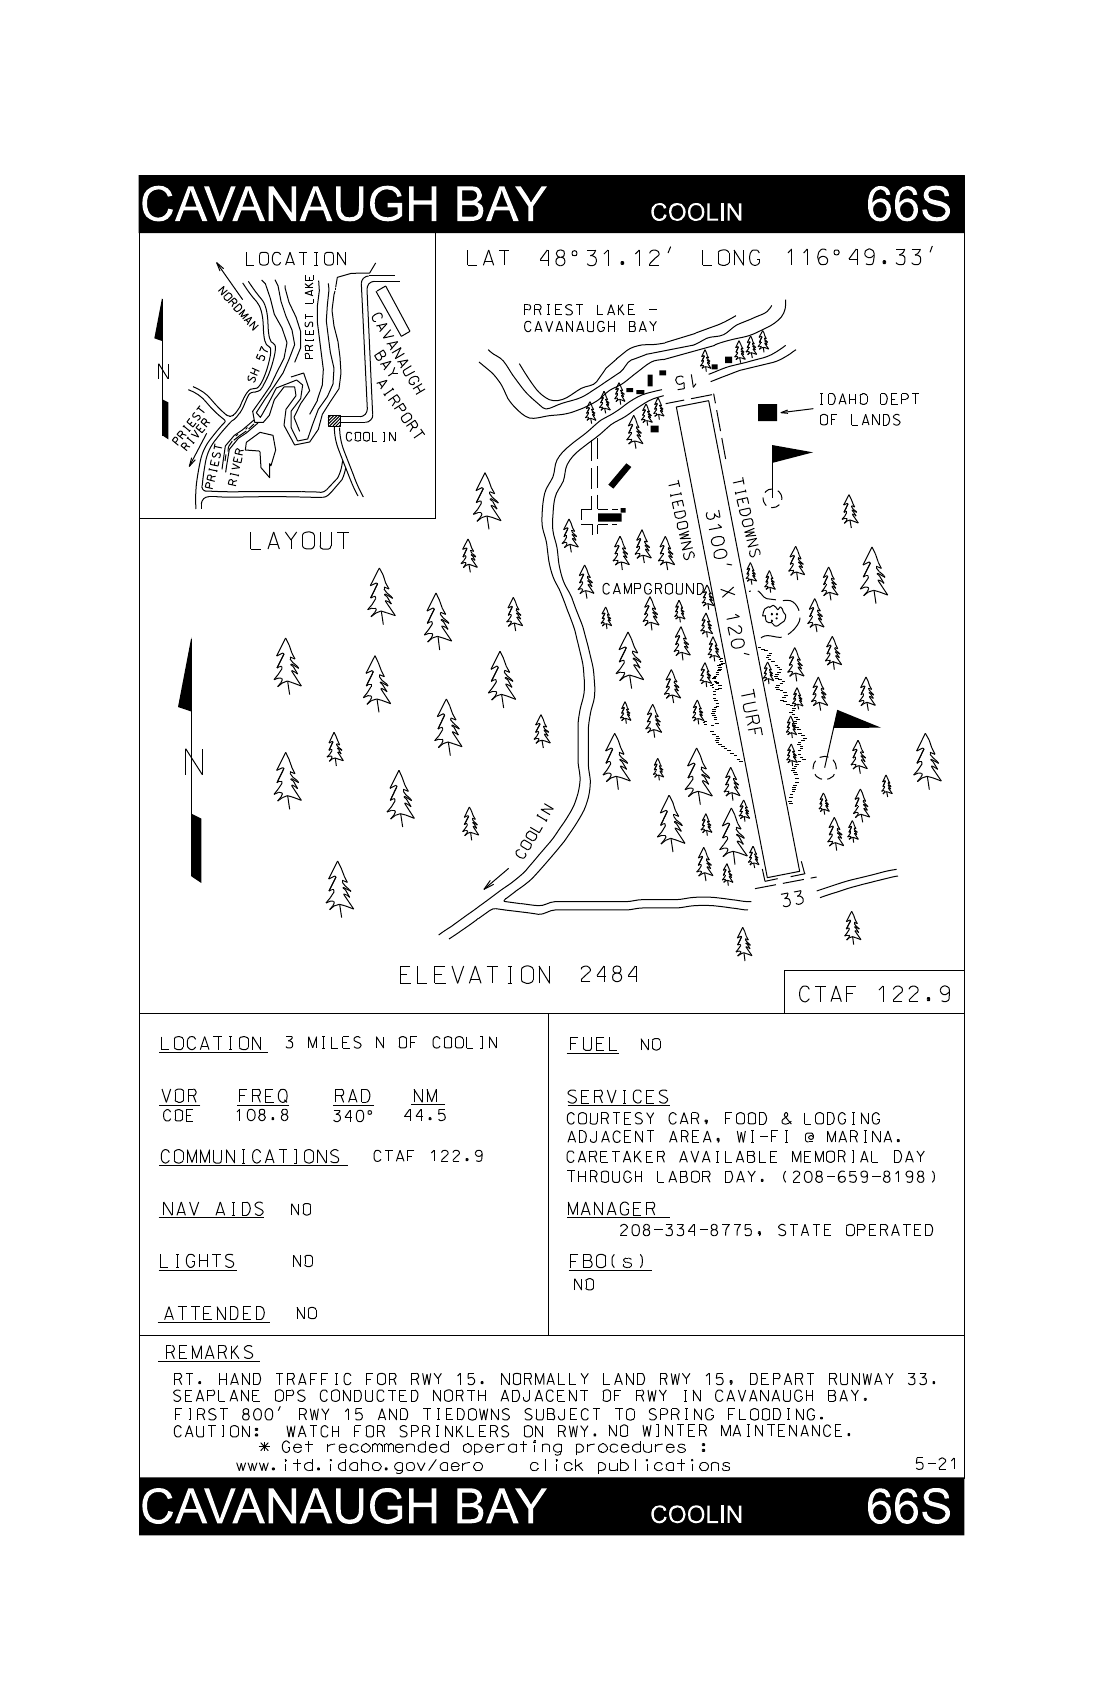 CAVANAUGH BAY COOLIN 66S
LOCATION
NORDMAN
SH 57
PRIEST LAKE
CAVANAUGH
BAY AIRPORT
N
PRIEST
RIVER
PRIEST
RIVER
COOLIN
LAT 48°31.12' LONG 116°49.33'
PRIEST LAKE -
CAVANAUGH BAY
15
IDAHO DEPT
OF LANDS
TIEDOWNS
TIEDOWNS
3100' X 120' TURF
LAYOUT
CAMPGROUND
N
COOLIN
33
ELEVATION 2484
CTAF 122.9
LOCATION 3 MILES N OF COOLIN
VOR FREQ RAD NM
COE 108.8 340° 44.5
COMMUNICATIONS CTAF 122.9
NAV AIDS NO
LIGHTS NO
ATTENDED NO
FUEL NO
SERVICES
COURTESY CAR, FOOD & LODGING
ADJACENT AREA, WI-FI @ MARINA.
CARETAKER AVAILABLE MEMORIAL DAY
THROUGH LABOR DAY. (208-659-8198)
MANAGER
208-334-8775, STATE OPERATED
FBO(s)
NO
REMARKS
RT. HAND TRAFFIC FOR RWY 15. NORMALLY LAND RWY 15, DEPART RUNWAY 33.
SEAPLANE OPS CONDUCTED NORTH ADJACENT OF RWY IN CAVANAUGH BAY.
FIRST 800' RWY 15 AND TIEDOWNS SUBJECT TO SPRING FLOODING.
CAUTION: WATCH FOR SPRINKLERS ON RWY. NO WINTER MAINTENANCE.
* Get recommended operating procedures :
www.itd.idaho.gov/aero click publications
5-21
CAVANAUGH BAY COOLIN 66S